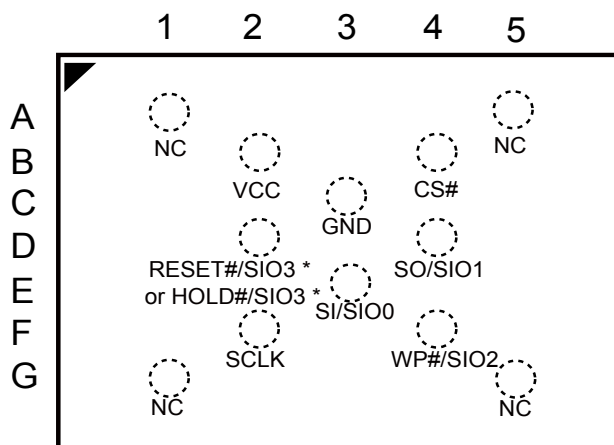 1 2 3 4 5
A
NC NC
B
VCC CS#
C
GND
D
RESET#/SIO3 * SO/SIO1
E
or HOLD#/SIO3 * SI/SIO0
F
SCLK WP#/SIO2
G
NC NC